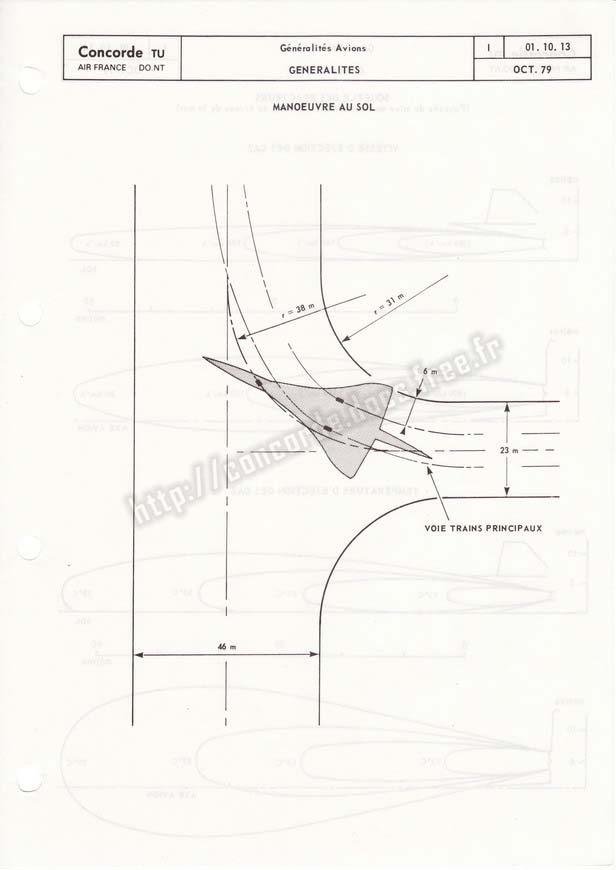 Concorde TU
AIR FRANCE DO.NT
Généralités Avions
GENERALITES
I
01. 10. 13
OCT. 79
MANOEUVRE AU SOL
r = 38 m
r = 31 m
6 m
23 m
VOIE TRAINS PRINCIPAUX
46 m
http://concorde.docs.free.fr